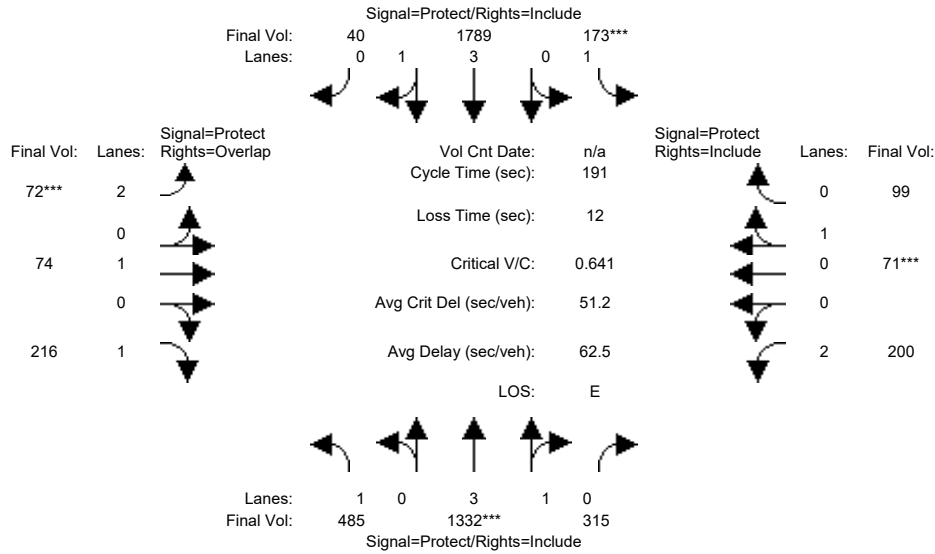 Signal=Protect/Rights=Include
Final Vol: 40 1789 173***
Lanes: 0 1 3 0 1
Signal=Protect Signal=Protect
Final Vol: Lanes: Rights=Overlap Vol Cnt Date: n/a Rights=Include Lanes: Final Vol:
Cycle Time (sec): 191
72*** 2 0 99
Loss Time (sec): 12
0 1
74 1 Critical V/C: 0.641 0 71***
0 Avg Crit Del (sec/veh): 51.2 0
216 1 Avg Delay (sec/veh): 62.5 2 200
LOS: E
Lanes: 1 0 3 1 0
Final Vol: 485 1332*** 315
Signal=Protect/Rights=Include